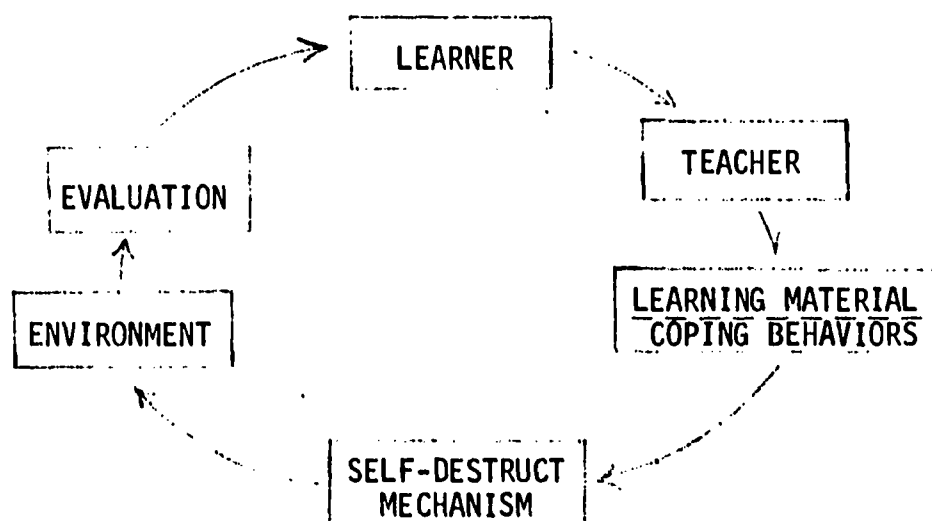 LEARNER
TEACHER
EVALUATION
LEARNING MATERIAL
COPING BEHAVIORS
ENVIRONMENT
SELF-DESTRUCT
MECHANISM